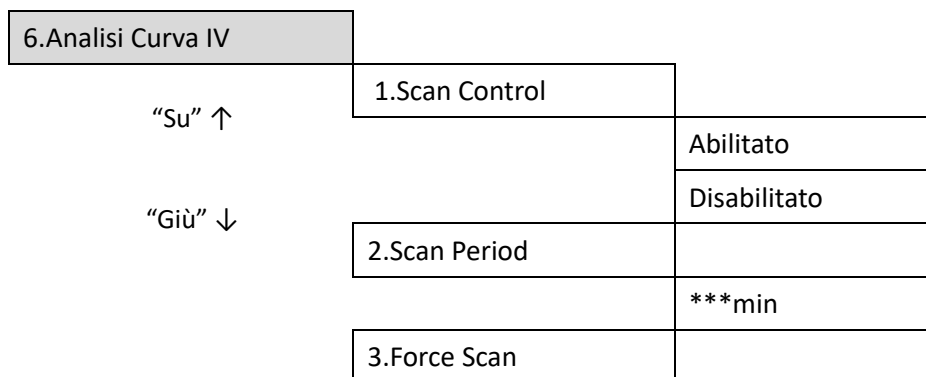 6.Analisi Curva IV
1.Scan Control
“Su” ↑
Abilitato
Disabilitato
“Giù” ↓
2.Scan Period
***min
3.Force Scan